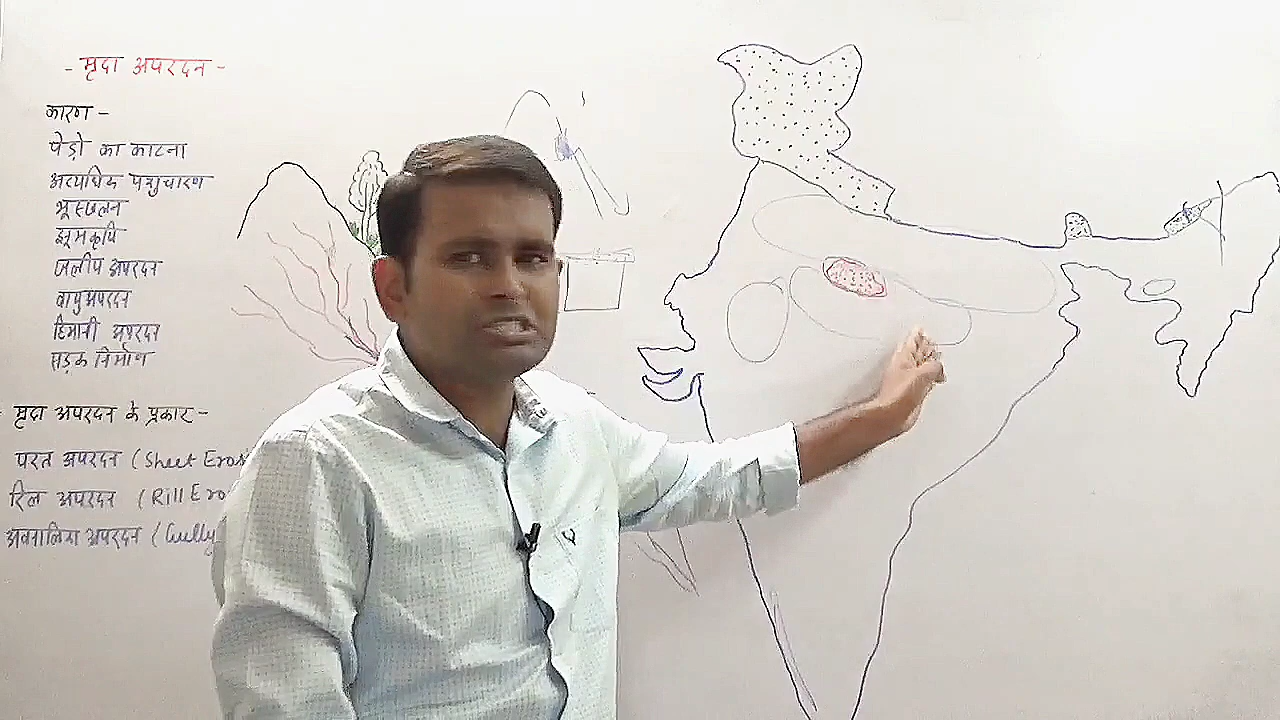 - मृदा अपरदन -
कारण -
पेड़ो का काटना
अत्यधिक पशुचारण
भूस्खलन
झूमकृषि
जलीय अपरदन
वायु अपरदन
हिमानी अपरदन
सड़क निर्माण
मृदा अपरदन के प्रकार -
परत अपरदन (Sheet Eros
रिल अपरदन (Rill Ero
अवनालिका अपरदन (Gully